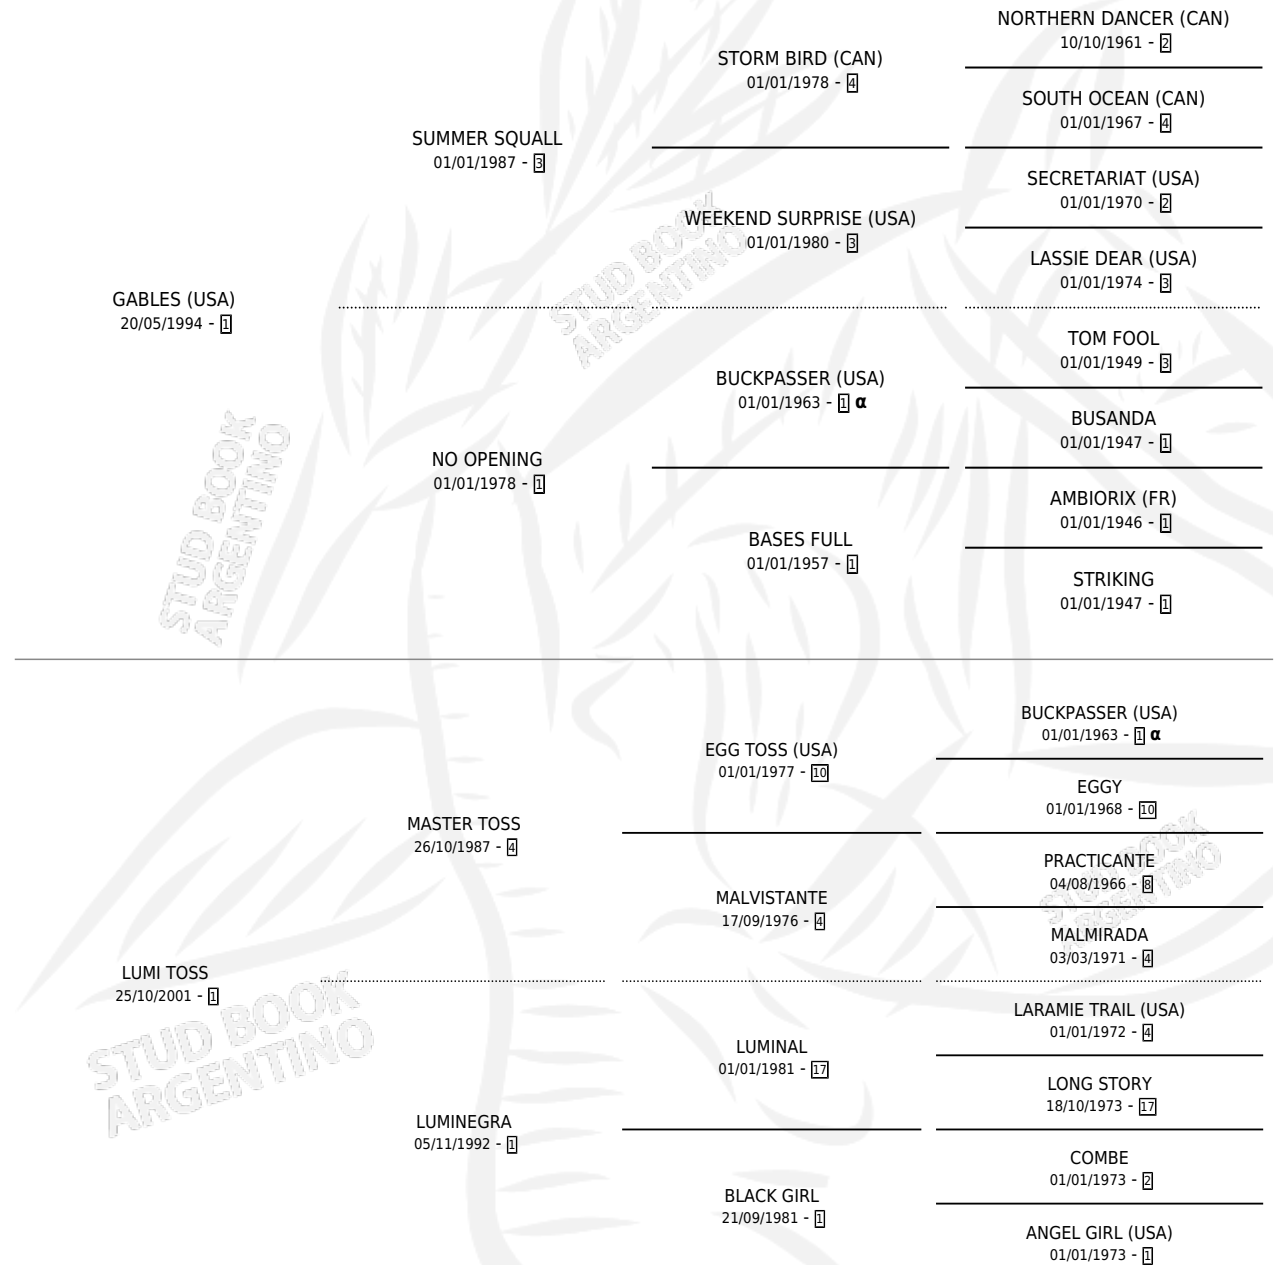 NORTHERN DANCER (CAN)
10/10/1961 - 2
STORM BIRD (CAN)
01/01/1978 - 4
SOUTH OCEAN (CAN)
01/01/1967 - 4
SUMMER SQUALL
01/01/1987 - 3
SECRETARIAT (USA)
01/01/1970 - 2
WEEKEND SURPRISE (USA)
01/01/1980 - 3
LASSIE DEAR (USA)
01/01/1974 - 3
GABLES (USA)
20/05/1994 - 1
TOM FOOL
01/01/1949 - 3
BUCKPASSER (USA)
01/01/1963 - 1 α
BUSANDA
01/01/1947 - 1
NO OPENING
01/01/1978 - 1
AMBIORIX (FR)
01/01/1946 - 1
BASES FULL
01/01/1957 - 1
STRIKING
01/01/1947 - 1
BUCKPASSER (USA)
01/01/1963 - 1 α
EGG TOSS (USA)
01/01/1977 - 10
EGGY
01/01/1968 - 10
MASTER TOSS
26/10/1987 - 4
PRACTICANTE
04/08/1966 - 8
MALVISTANTE
17/09/1976 - 4
MALMIRADA
03/03/1971 - 4
LUMI TOSS
25/10/2001 - 1
LARAMIE TRAIL (USA)
01/01/1972 - 4
LUMINAL
01/01/1981 - 17
LONG STORY
18/10/1973 - 17
LUMINEGRA
05/11/1992 - 1
COMBE
01/01/1973 - 2
BLACK GIRL
21/09/1981 - 1
ANGEL GIRL (USA)
01/01/1973 - 1
STUD BOOK
ARGENTINO
STUD BOOK
ARGENTINO
STUD BOOK
ARGENTINO
STUD BOOK
ARGENTINO